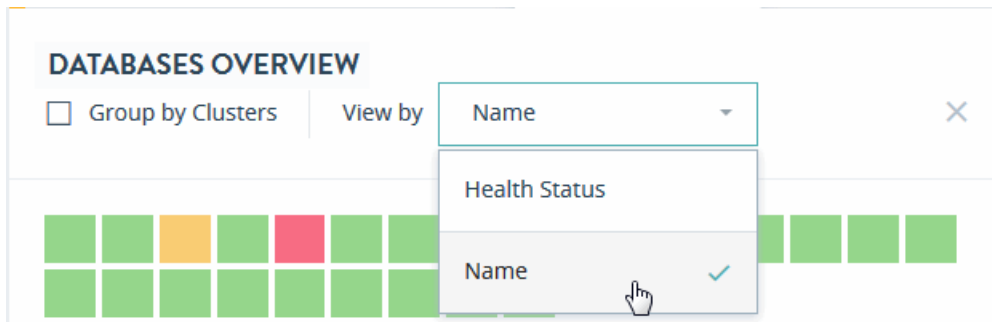 DATABASES OVERVIEW
Group by Clusters View by Name
Health Status
Name